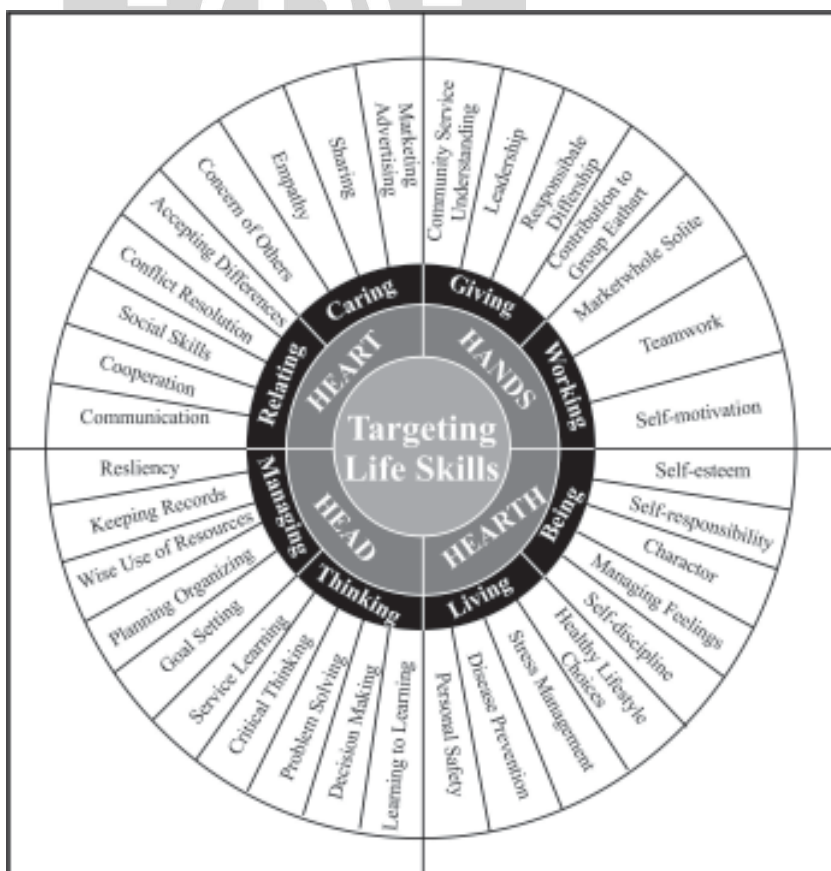 Targeting
Life Skills
HEART
HANDS
HEARTH
HEAD
Caring
Giving
Working
Being
Living
Thinking
Managing
Relating
Marketing
Advertising
Sharing
Empathy
Concern of Others
Accepting Differences
Conflict Resolution
Social Skills
Cooperation
Communication
Community Service
Understanding
Leadership
Responsibale
Differship
Contribution to
Group Eathart
Marketwhole Solite
Teamwork
Self-motivation
Self-esteem
Self-responsibility
Charactor
Managing Feelings
Self-discipline
Healthy Lifestyle
Choices
Stress Management
Disease Prevention
Personal Safety
Learning to Learning
Decision Making
Problem Solving
Critical Thinking
Service Learning
Goal Setting
Planning Organizing
Wise Use of Resources
Keeping Records
Resliency